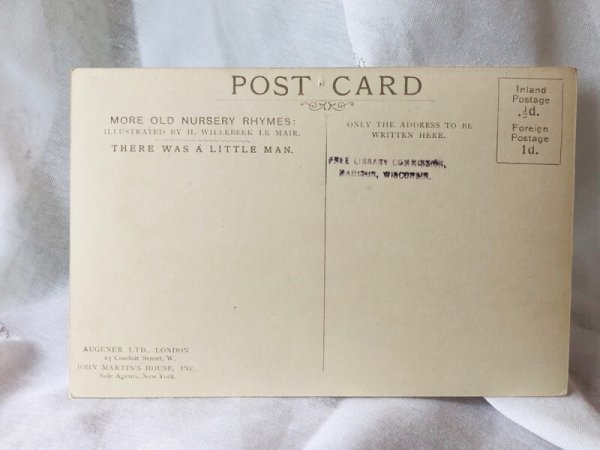 POST CARD
MORE OLD NURSERY RHYMES:
ILLUSTRATED BY H. WILLEBEEK LE MAIR.
THERE WAS A LITTLE MAN.
ONLY THE ADDRESS TO BE
WRITTEN HERE.
Inland
Postage
½d.
Foreign
Postage
1d.
FREE LIBRARY COMMISSION,
MADISON, WISCONSIN.
AUGENER LTD., LONDON
63 Conduit Street, W.
JOHN MARTIN'S HOUSE, INC.
Sole Agents, New York.